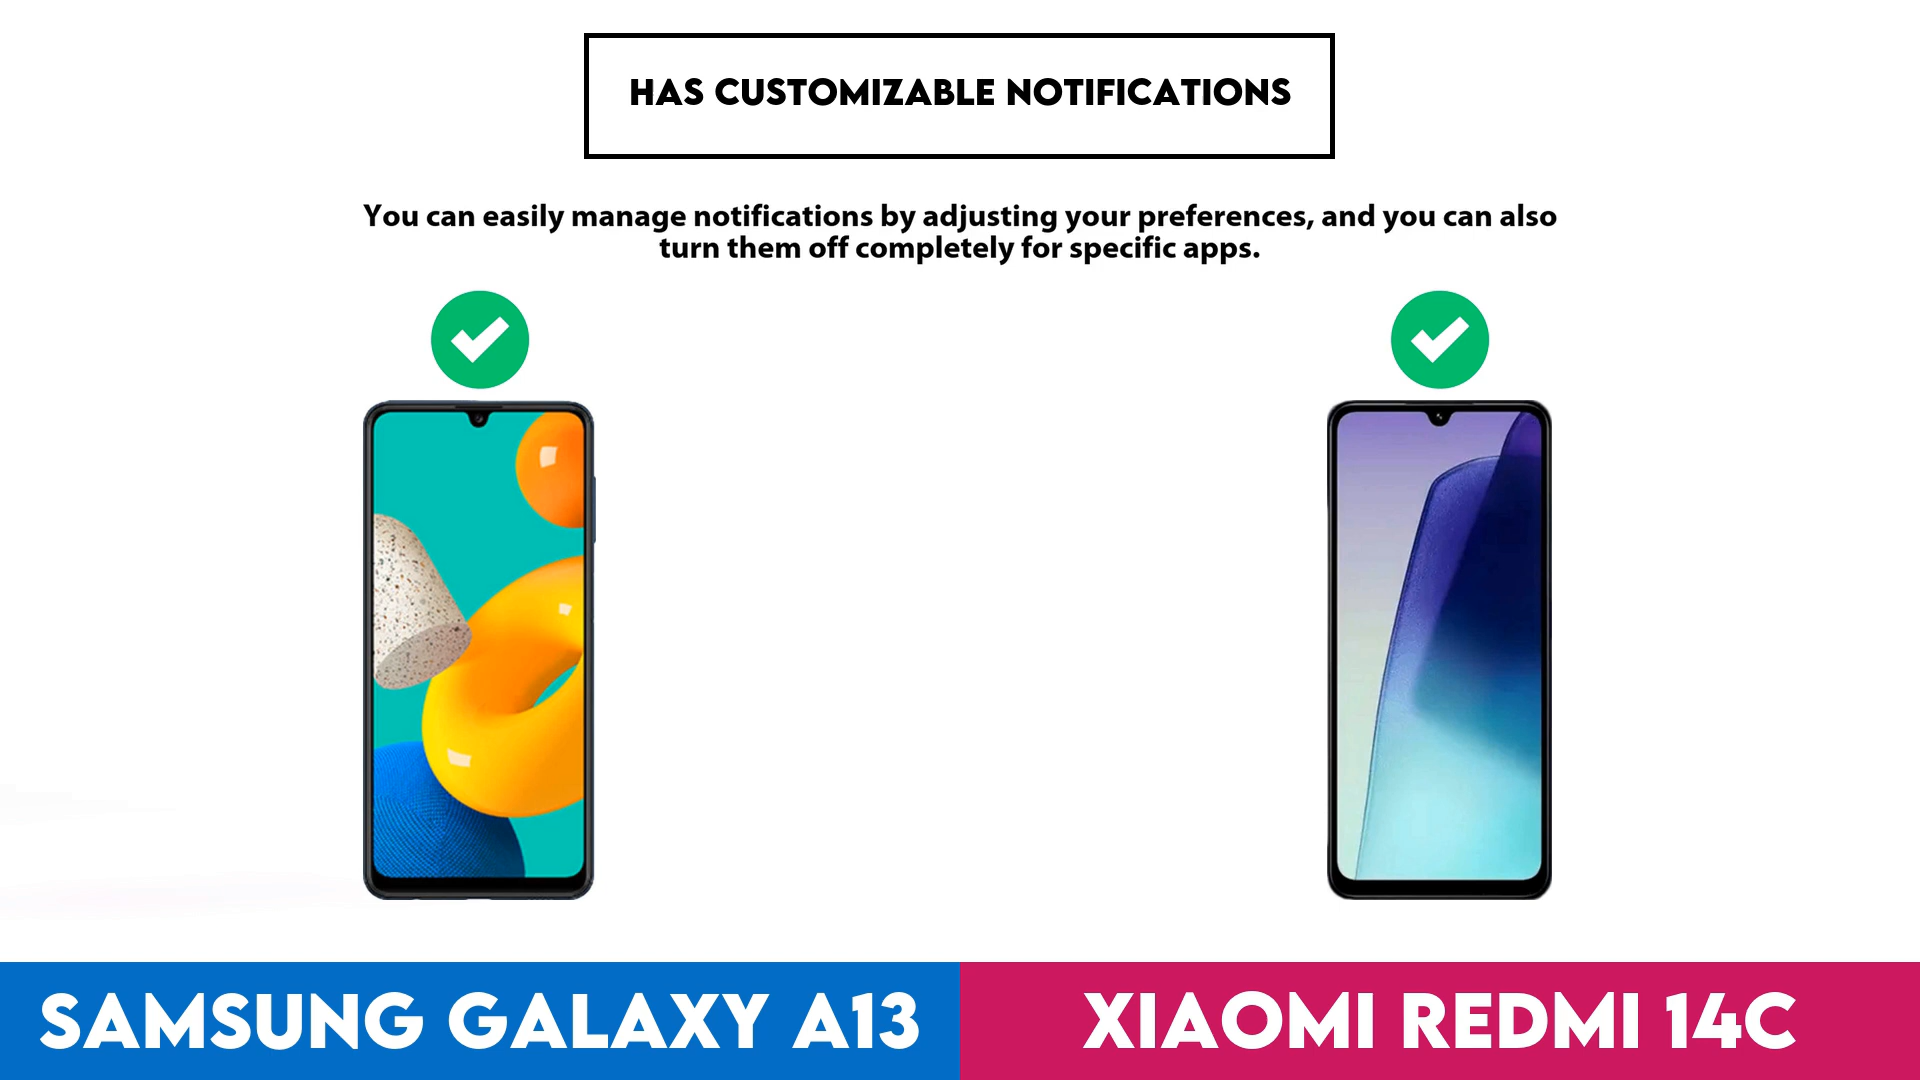 HAS CUSTOMIZABLE NOTIFICATIONS
You can easily manage notifications by adjusting your preferences, and you can also
turn them off completely for specific apps.
SAMSUNG GALAXY A13
XIAOMI REDMI 14C